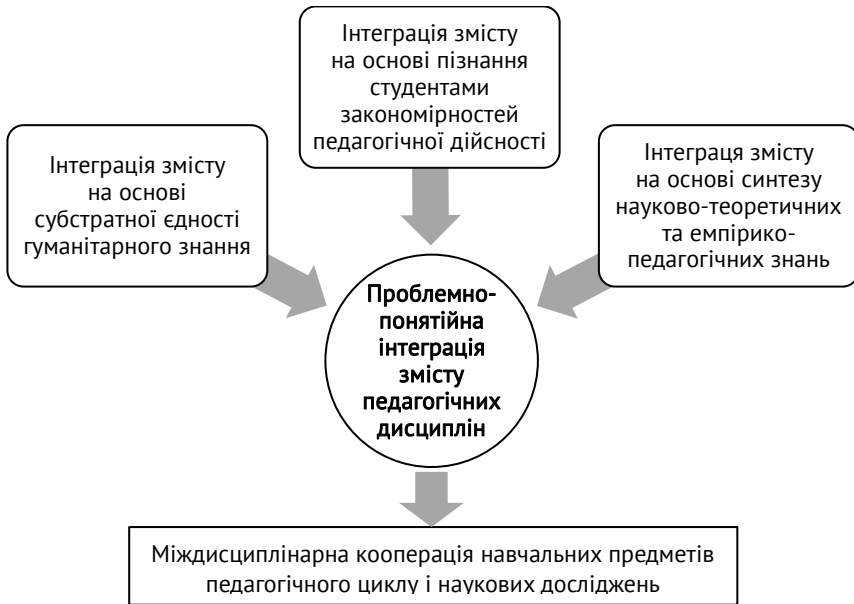 Інтеграція змісту
на основі пізнання
студентами
закономірностей
педагогічної дійсності
Інтеграція змісту
на основі
субстратної єдності
гуманітарного знання
Інтеграця змісту
на основі синтезу
науково-теоретичних
та емпірико-
педагогічних знань
Проблемно-
понятійна
інтеграція
змісту
педагогічних
дисциплін
Міждисциплінарна кооперація навчальних предметів
педагогічного циклу і наукових досліджень